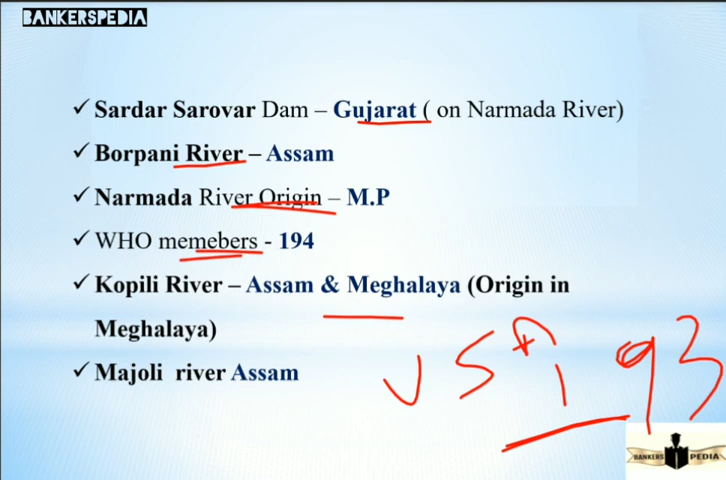 BANKERSPEDIA
✓ Sardar Sarovar Dam – Gujarat ( on Narmada River)
✓ Borpani River – Assam
✓ Narmada River Origin – M.P
✓ WHO memebers - 194
✓ Kopili River – Assam & Meghalaya (Origin in
Meghalaya)
✓ Majoli river Assam
USA 193
BANKERS PEDIA